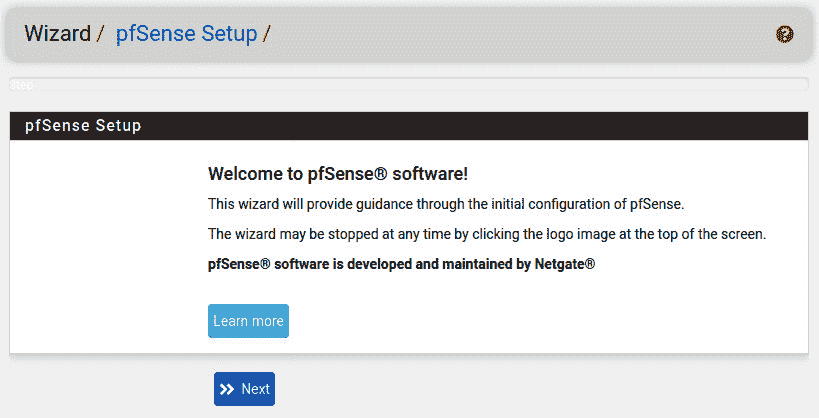 Wizard / pfSense Setup /
Step
pfSense Setup
Welcome to pfSense® software!
This wizard will provide guidance through the initial configuration of pfSense.
The wizard may be stopped at any time by clicking the logo image at the top of the screen.
pfSense® software is developed and maintained by Netgate®
Learn more
Next